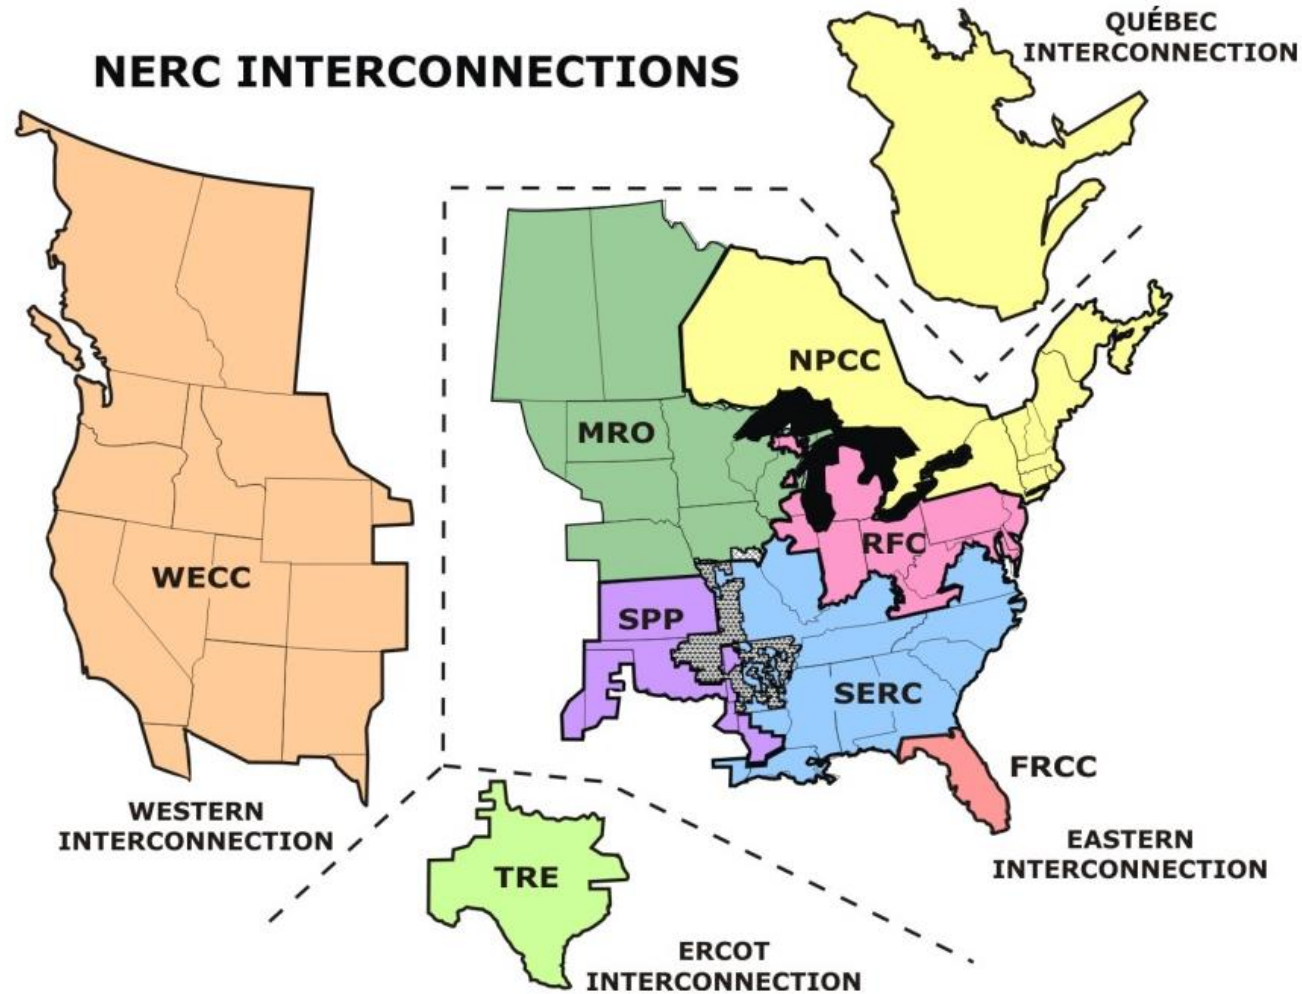 QUÉBEC
INTERCONNECTION
NERC INTERCONNECTIONS
NPCC
MRO
RFC
WECC
SPP
SERC
FRCC
WESTERN
INTERCONNECTION
EASTERN
INTERCONNECTION
TRE
ERCOT
INTERCONNECTION